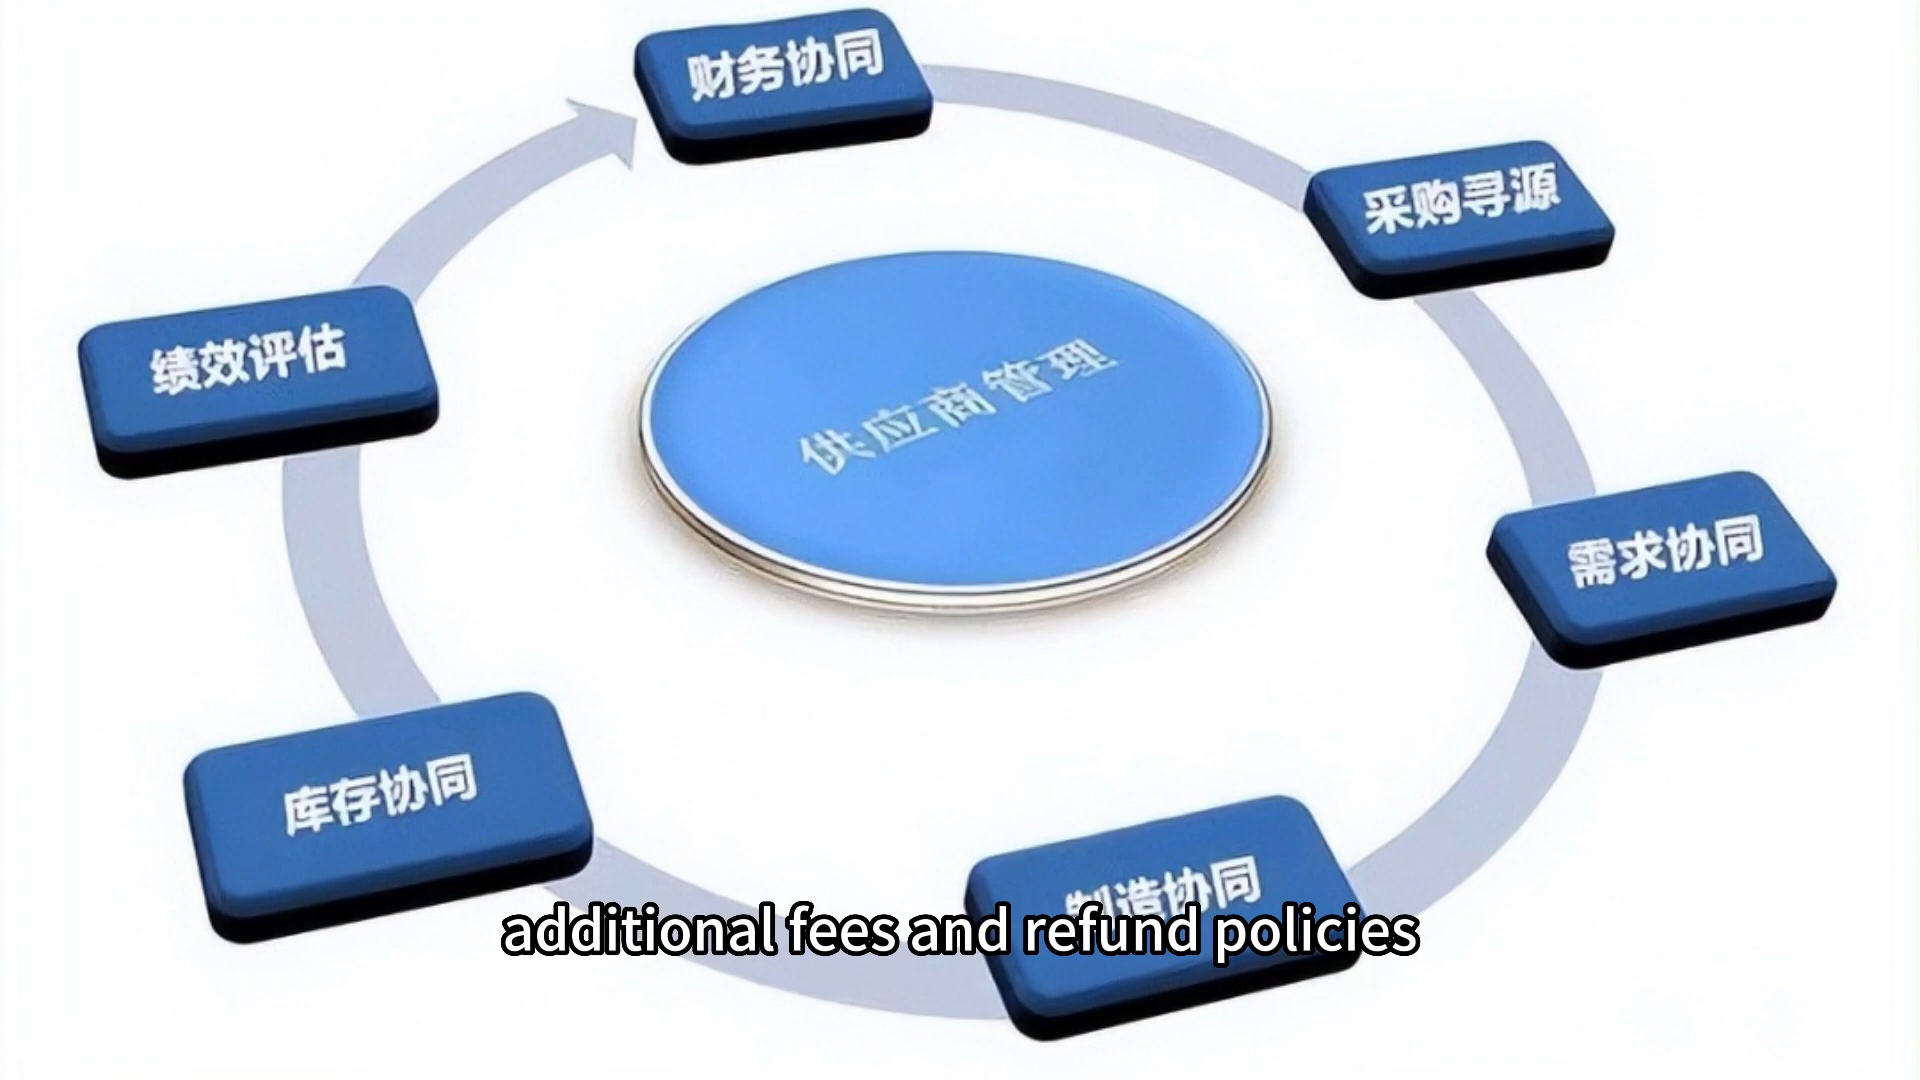 财务协同
采购寻源
绩效评估
供应商管理
需求协同
库存协同
制造协同
additional fees and refund policies